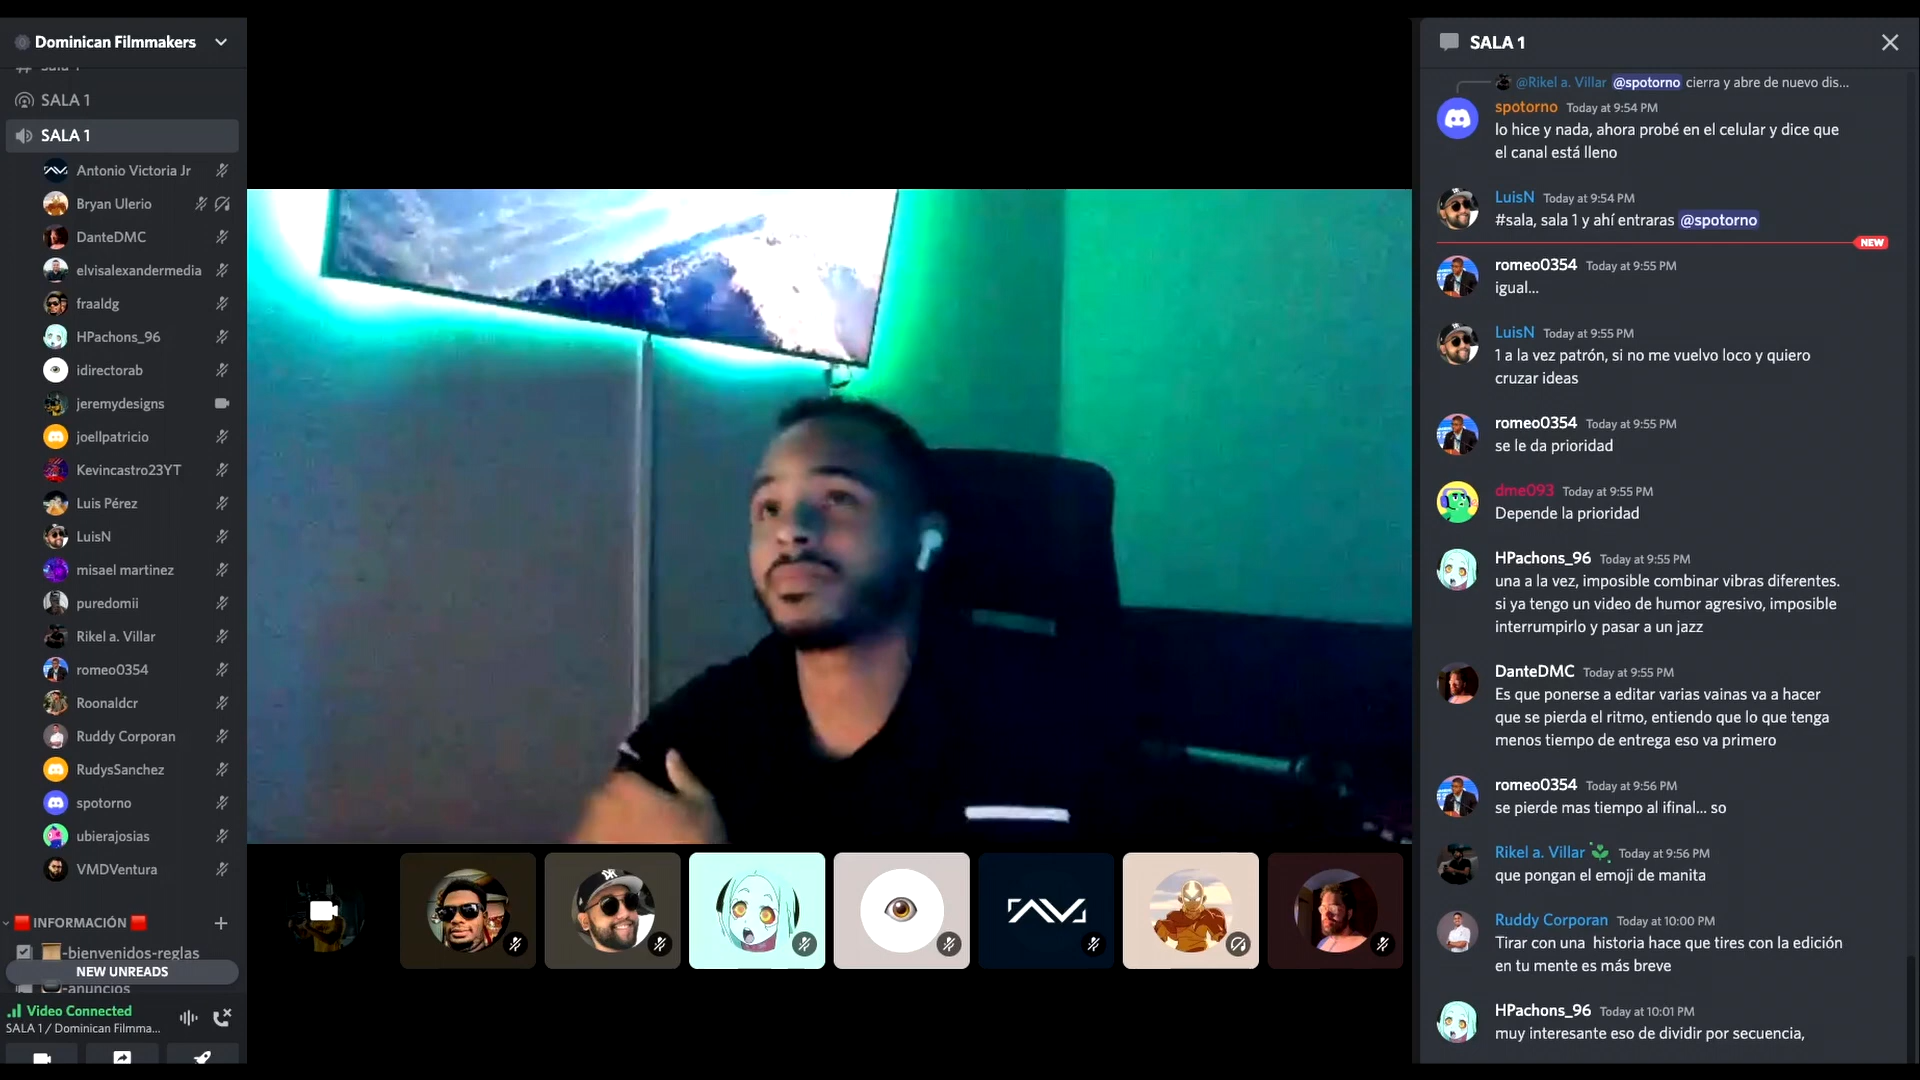 Dominican Filmmakers
SALA 1
SALA 1
Antonio Victoria Jr
Bryan Ulerio
DanteDMC
elvisalexandermedia
fraaldg
HPachons_96
idirectorab
jeremydesigns
joellpatricio
Kevincastro23YT
Luis Pérez
LuisN
misael martinez
puredomii
Rikel a. Villar
romeo0354
Roonaldcr
Ruddy Corporan
RudysSanchez
spotorno
ubierajosias
VMDVentura
INFORMACIÓN
-bienvenidos-reglas
NEW UNREADS
-anuncios
Video Connected
SALA 1 / Dominican Filmma...
SALA 1
@Rikel a. Villar @spotorno cierra y abre de nuevo dis...
spotorno Today at 9:54 PM
lo hice y nada, ahora probé en el celular y dice que
el canal está lleno
LuisN Today at 9:54 PM
#sala, sala 1 y ahí entraras @spotorno
NEW
romeo0354 Today at 9:55 PM
igual...
LuisN Today at 9:55 PM
1 a la vez patrón, si no me vuelvo loco y quiero
cruzar ideas
romeo0354 Today at 9:55 PM
se le da prioridad
dme093 Today at 9:55 PM
Depende la prioridad
HPachons_96 Today at 9:55 PM
una a la vez, imposible combinar vibras diferentes.
si ya tengo un video de humor agresivo, imposible
interrumpirlo y pasar a un jazz
DanteDMC Today at 9:55 PM
Es que ponerse a editar varias vainas va a hacer
que se pierda el ritmo, entiendo que lo que tenga
menos tiempo de entrega eso va primero
romeo0354 Today at 9:56 PM
se pierde mas tiempo al ifinal... so
Rikel a. Villar Today at 9:56 PM
que pongan el emoji de manita
Ruddy Corporan Today at 10:00 PM
Tirar con una historia hace que tires con la edición
en tu mente es más breve
HPachons_96 Today at 10:01 PM
muy interesante eso de dividir por secuencia,